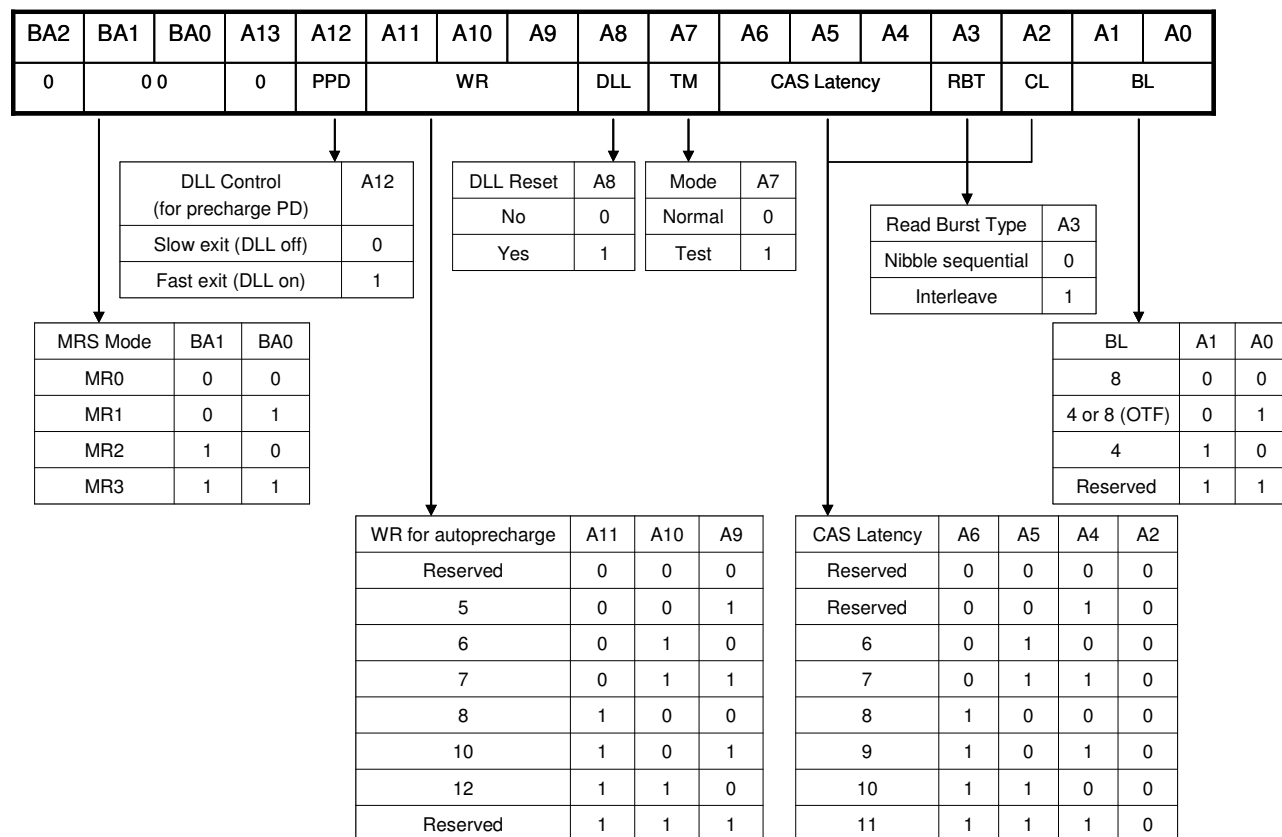 BA2 BA1 BA0 A13 A12 A11 A10 A9 A8 A7 A6 A5 A4 A3 A2 A1 A0
0 0 0 0 PPD WR DLL TM CAS Latency RBT CL BL
DLL Control A12
(for precharge PD)
Slow exit (DLL off) 0
Fast exit (DLL on) 1
DLL Reset A8
No 0
Yes 1
Mode A7
Normal 0
Test 1
Read Burst Type A3
Nibble sequential 0
Interleave 1
MRS Mode BA1 BA0
MR0 0 0
MR1 0 1
MR2 1 0
MR3 1 1
BL A1 A0
8 0 0
4 or 8 (OTF) 0 1
4 1 0
Reserved 1 1
WR for autoprecharge A11 A10 A9
Reserved 0 0 0
5 0 0 1
6 0 1 0
7 0 1 1
8 1 0 0
10 1 0 1
12 1 1 0
Reserved 1 1 1
CAS Latency A6 A5 A4 A2
Reserved 0 0 0 0
Reserved 0 0 1 0
6 0 1 0 0
7 0 1 1 0
8 1 0 0 0
9 1 0 1 0
10 1 1 0 0
11 1 1 1 0